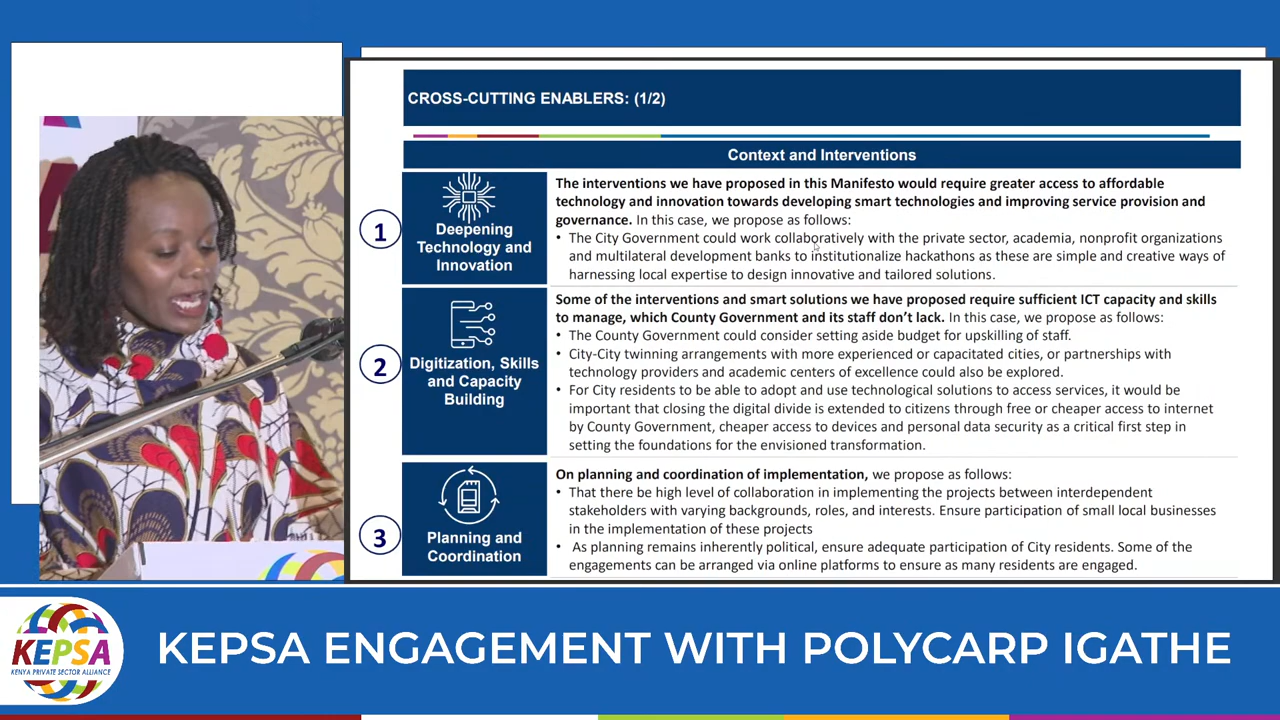 CROSS-CUTTING ENABLERS: (1/2)
Context and Interventions
1
Deepening
Technology and
Innovation
The interventions we have proposed in this Manifesto would require greater access to affordable
technology and innovation towards developing smart technologies and improving service provision and
governance. In this case, we propose as follows:
• The City Government could work collaboratively with the private sector, academia, nonprofit organizations
and multilateral development banks to institutionalize hackathons as these are simple and creative ways of
harnessing local expertise to design innovative and tailored solutions.
2
Digitization, Skills
and Capacity
Building
Some of the interventions and smart solutions we have proposed require sufficient ICT capacity and skills
to manage, which County Government and its staff don’t lack. In this case, we propose as follows:
• The County Government could consider setting aside budget for upskilling of staff.
• City-City twinning arrangements with more experienced or capacitated cities, or partnerships with
technology providers and academic centers of excellence could also be explored.
• For City residents to be able to adopt and use technological solutions to access services, it would be
important that closing the digital divide is extended to citizens through free or cheaper access to internet
by County Government, cheaper access to devices and personal data security as a critical first step in
setting the foundations for the envisioned transformation.
3
Planning and
Coordination
On planning and coordination of implementation, we propose as follows:
• That there be high level of collaboration in implementing the projects between interdependent
stakeholders with varying backgrounds, roles, and interests. Ensure participation of small local businesses
in the implementation of these projects
• As planning remains inherently political, ensure adequate participation of City residents. Some of the
engagements can be arranged via online platforms to ensure as many residents are engaged.
KEPSA
KENYA PRIVATE SECTOR ALLIANCE
KEPSA ENGAGEMENT WITH POLYCARP IGATHE